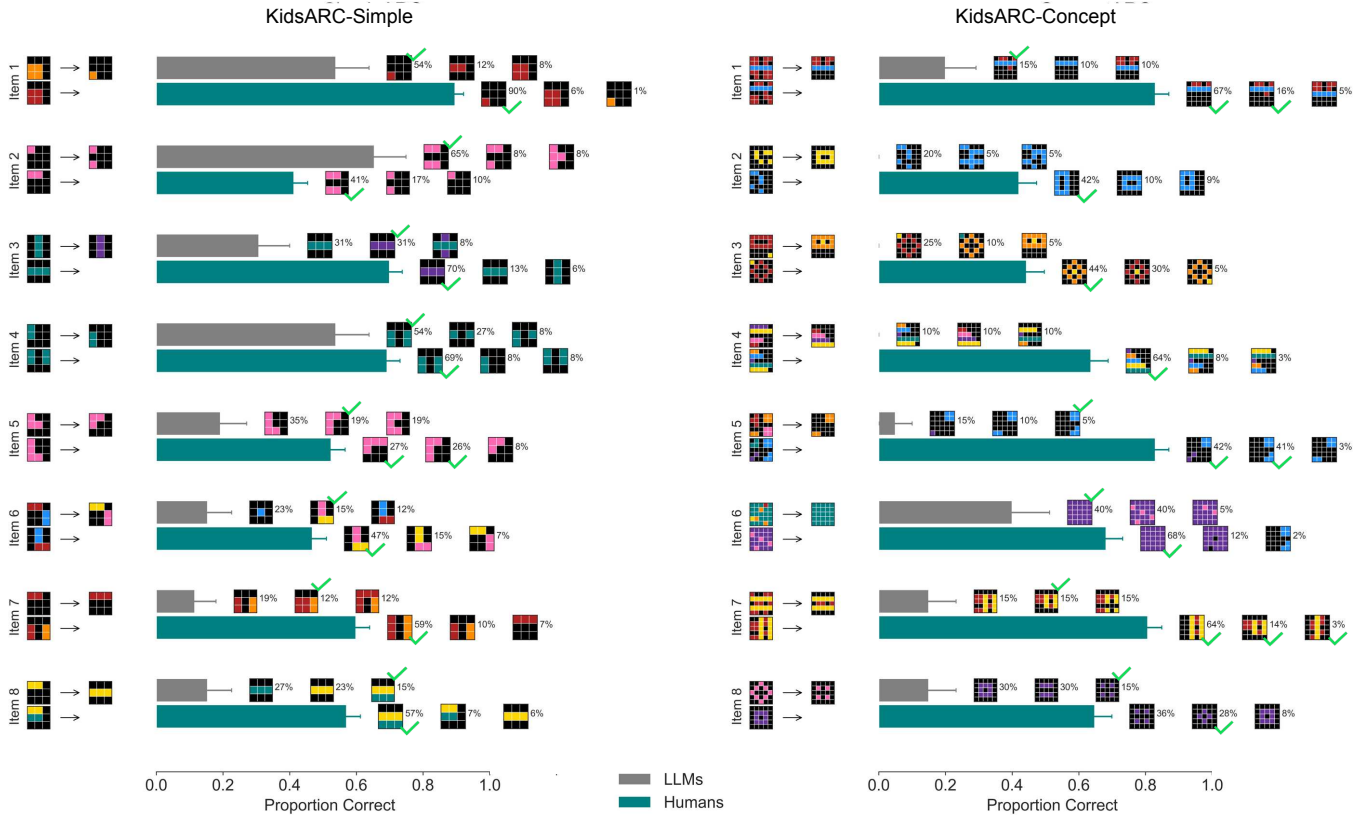 KidsARC-Simple
Item 1
54% 12% 8%
90% 6% 1%
Item 2
65% 8% 8%
41% 17% 10%
Item 3
31% 31% 8%
70% 13% 6%
Item 4
54% 27% 8%
69% 8% 8%
Item 5
35% 19% 19%
27% 26% 8%
Item 6
23% 15% 12%
47% 15% 7%
Item 7
19% 12% 12%
59% 10% 7%
Item 8
27% 23% 15%
57% 7% 6%
0.0 0.2 0.4 0.6 0.8 1.0
Proportion Correct
KidsARC-Concept
Item 1
15% 10% 10%
67% 16% 5%
Item 2
20% 5% 5%
42% 10% 9%
Item 3
25% 10% 5%
44% 30% 5%
Item 4
10% 10% 10%
64% 8% 3%
Item 5
15% 10% 5%
42% 41% 3%
Item 6
40% 40% 5%
68% 12% 2%
Item 7
15% 15% 15%
64% 14% 3%
Item 8
30% 30% 15%
36% 28% 8%
0.0 0.2 0.4 0.6 0.8 1.0
Proportion Correct
LLMs
Humans